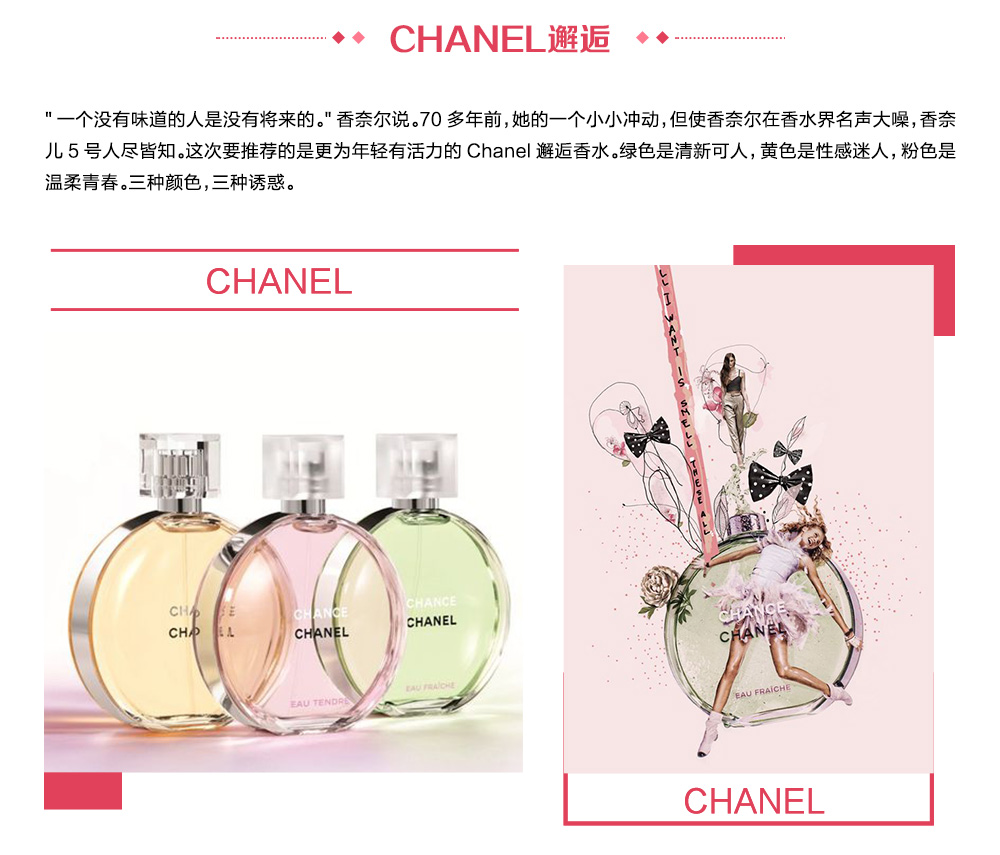 CHANEL邂逅
" 一个没有味道的人是没有将来的。" 香奈尔说。70 多年前，她的一个小小冲动，但使香奈尔在香水界名声大噪，香奈
儿 5 号人尽皆知。这次要推荐的是更为年轻有活力的 Chanel 邂逅香水。绿色是清新可人，黄色是性感迷人，粉色是
温柔青春。三种颜色，三种诱惑。
CHANEL
CHANCE
CHANEL
EAU TENDRE
CHANCE
CHANEL
EAU FRAÎCHE
LL I WANT IS SMELL THESE ALL
CHANCE
CHANEL
EAU FRAÎCHE
CHANEL